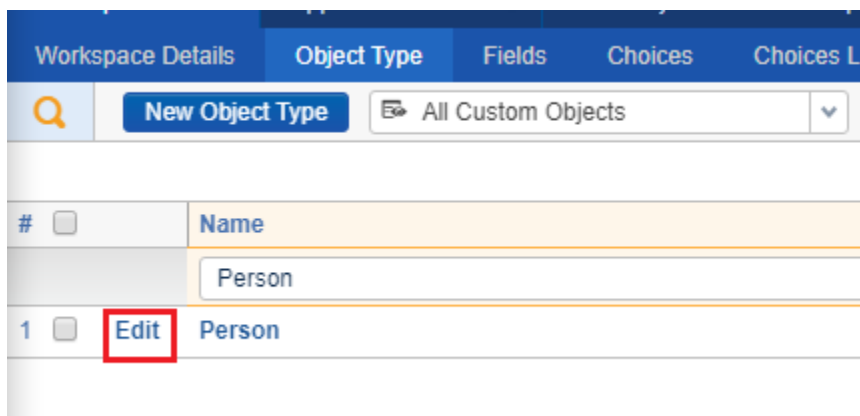 Workspace Details Object Type Fields Choices Choices L
New Object Type All Custom Objects
# Name
Person
1 Edit Person